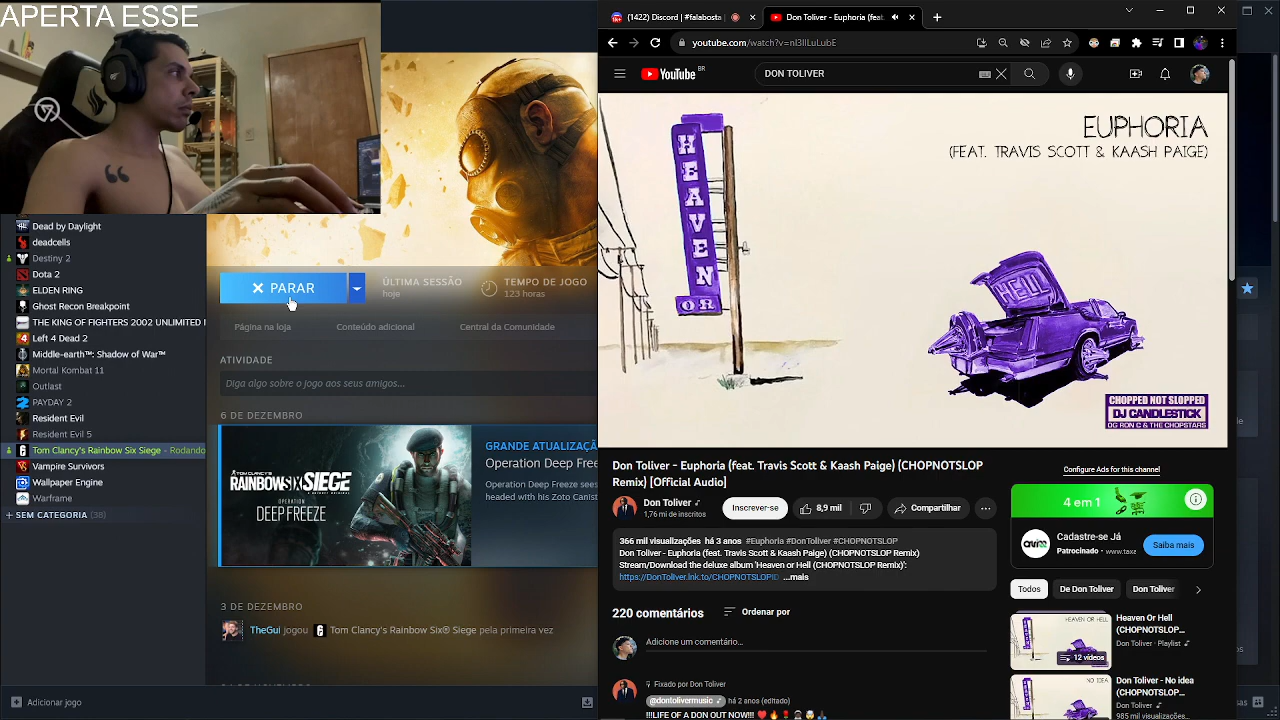 APERTA ESSE
Dead by Daylight
deadcells
Destiny 2
Dota 2
ELDEN RING
Ghost Recon Breakpoint
THE KING OF FIGHTERS 2002 UNLIMITED
Left 4 Dead 2
Middle-earth™: Shadow of War™
Mortal Kombat 11
Outlast
PAYDAY 2
Resident Evil
Resident Evil 5
Tom Clancy's Rainbow Six Siege - Rodando
Vampire Survivors
Wallpaper Engine
Warframe
+ SEM CATEGORIA (38)
Adicionar jogo
× PARAR
ÚLTIMA SESSÃO
hoje
TEMPO DE JOGO
123 horas
Página na loja
Conteúdo adicional
Central da Comunidade
ATIVIDADE
Diga algo sobre o jogo aos seus amigos...
6 DE DEZEMBRO
TOM CLANCY'S
RAINBOWSIX|SIEGE
OPERATION
DEEP FREEZE
GRANDE ATUALIZAÇÃ
Operation Deep Free
Operation Deep Freeze sees
headed with his Zoto Canist
3 DE DEZEMBRO
TheGui jogou Tom Clancy's Rainbow Six® Siege pela primeira vez
(1422) Discord | #falabosta
Don Toliver - Euphoria (feat.
youtube.com/watch?v=nI3IlLuLubE
YouTube BR
DON TOLIVER
HEAVEN
OR
HELL
EUPHORIA
(FEAT. TRAVIS SCOTT & KAASH PAIGE)
CHOPPED NOT SLOPPED
DJ CANDLESTICK
OG RON C & THE CHOPSTARS
Don Toliver - Euphoria (feat. Travis Scott & Kaash Paige) (CHOPNOTSLOP
Remix) [Official Audio]
Don Toliver
1,76 mi de inscritos
Inscrever-se
8,9 mil
Compartilhar
366 mil visualizações há 3 anos #Euphoria #DonToliver #CHOPNOTSLOP
Don Toliver - Euphoria (feat. Travis Scott & Kaash Paige) (CHOPNOTSLOP Remix)
Stream/Download the deluxe album 'Heaven or Hell (CHOPNOTSLOP Remix)':
https://DonToliver.lnk.to/CHOPNOTSLOPID ...mais
220 comentários
Ordenar por
Adicione um comentário...
Fixado por Don Toliver
@dontolivermusic há 2 anos (editado)
!!!LIFE OF A DON OUT NOW!!!
Configure Ads for this channel
4 em 1
Cadastre-se Já
Patrocinado · www.taxa
Saiba mais
Todos
De Don Toliver
Don Toliver
HEAVEN OR HELL
12 vídeos
Heaven Or Hell
(CHOPNOTSLOP...
Don Toliver · Playlist
NO IDEA
Don Toliver - No idea
(CHOPNOTSLOP...
Don Toliver
985 mil visualizações...